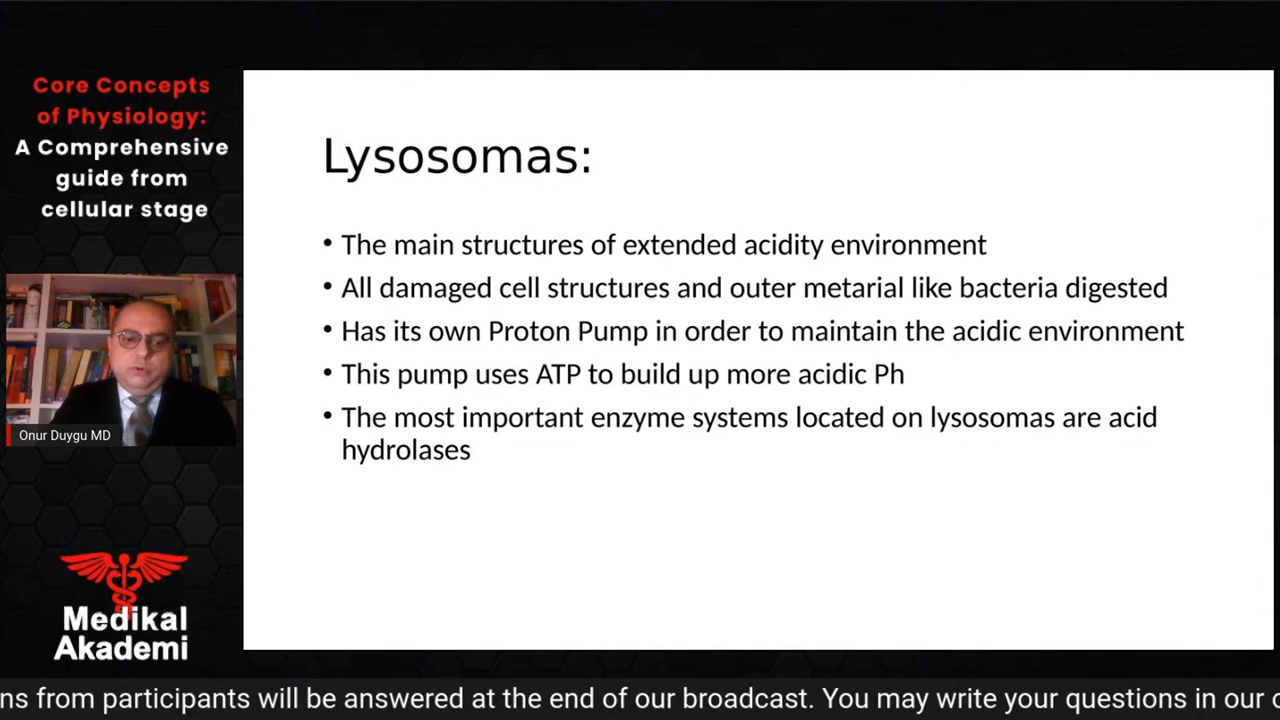 Core Concepts
of Physiology:
A Comprehensive
guide from
cellular stage
Onur Duygu MD
Medikal
Akademi
Lysosomas:
• The main structures of extended acidity environment
• All damaged cell structures and outer metarial like bacteria digested
• Has its own Proton Pump in order to maintain the acidic environment
• This pump uses ATP to build up more acidic Ph
• The most important enzyme systems located on lysosomas are acid
hydrolases
ns from participants will be answered at the end of our broadcast. You may write your questions in our